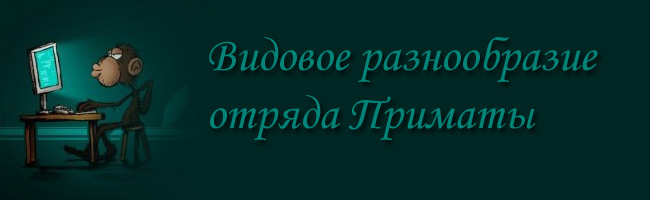 Видовое разнообразие
отряда Приматы